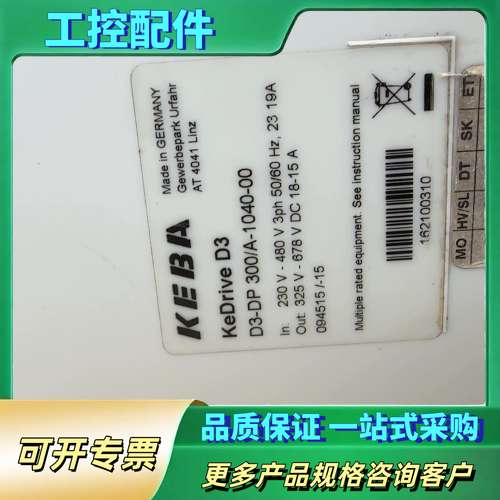 工控配件
Made in GERMANY
Gewerbepark Urfahr
AT 4041 Linz
KEBA
KeDrive D3
D3-DP 300/A-1040-00
In: 230 V - 480 V 3ph 50/60 Hz, 23 19A
Out: 325 V - 678 V DC 18-15 A
094515 /-15
Multiple rated equipment. See instruction manual
162100310
MO HV/SL DT SK ET
品质保证 一站式采购
可开专票
更多产品规格咨询客户